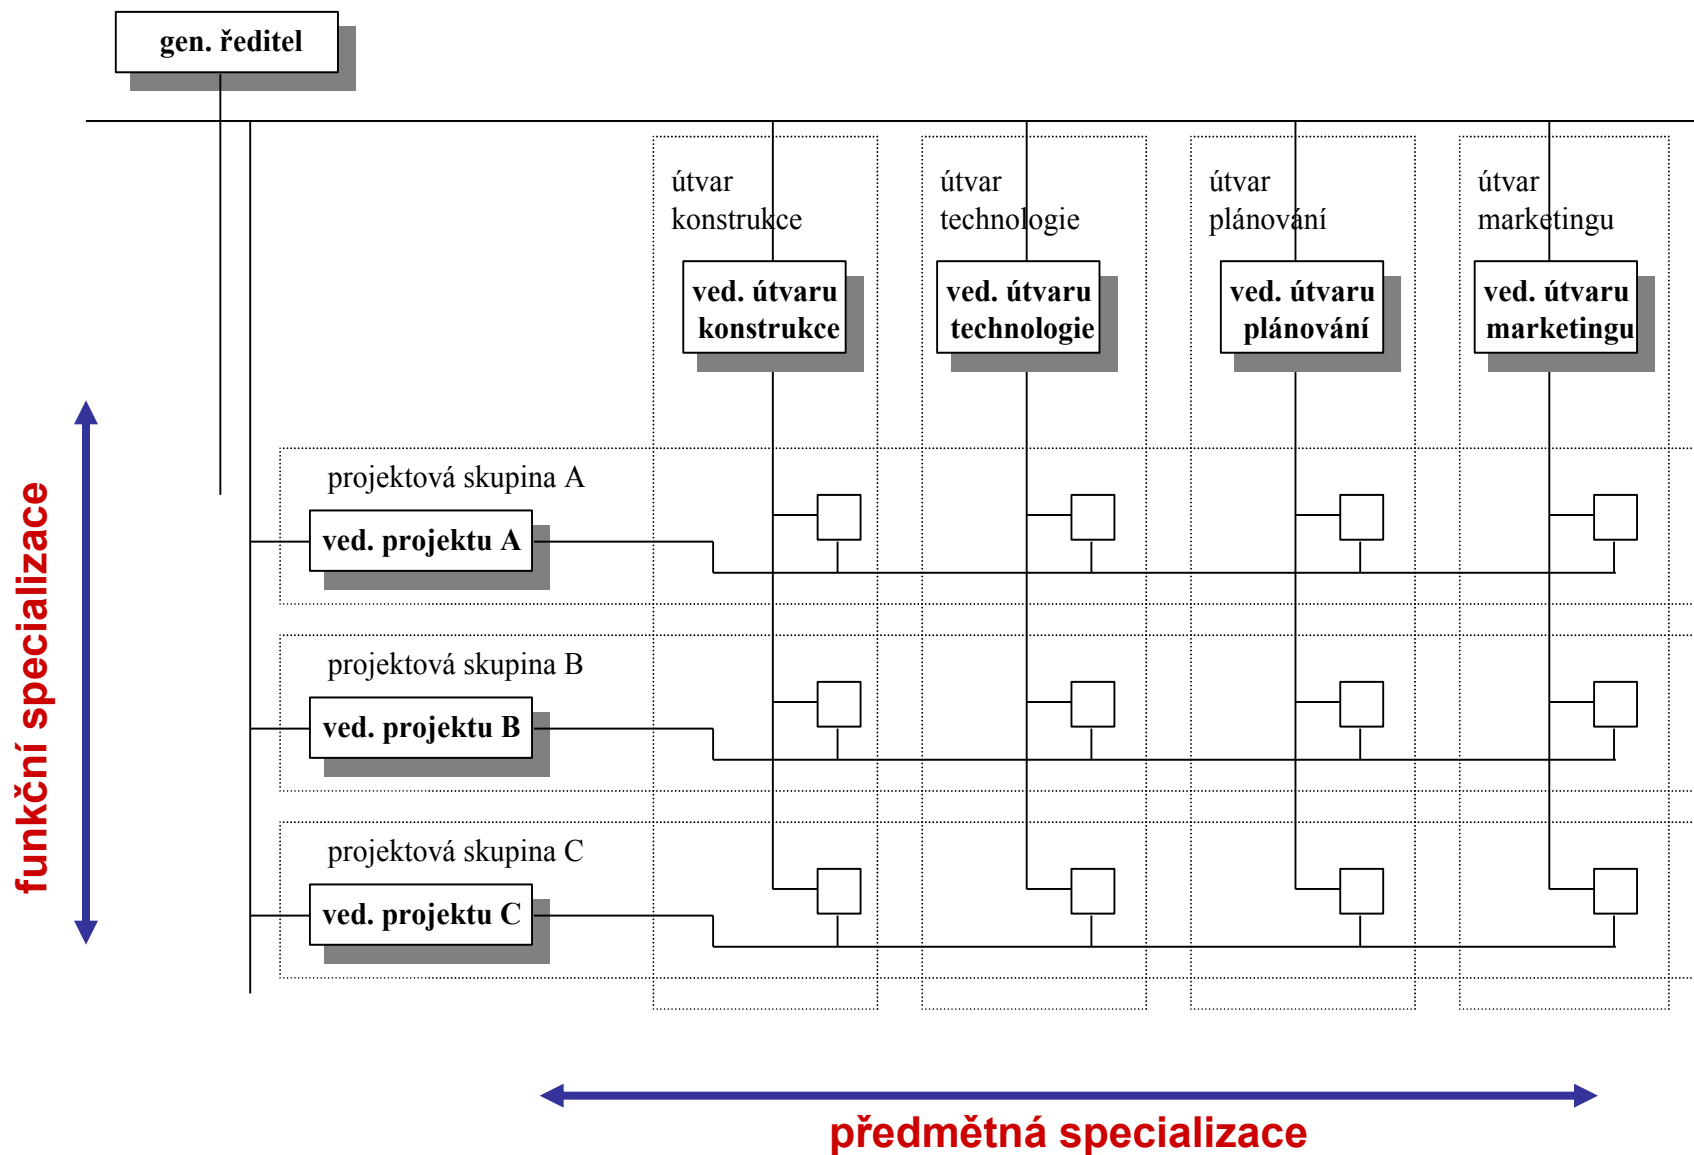 gen. ředitel
útvar
konstrukce
útvar
technologie
útvar
plánování
útvar
marketingu
ved. útvaru
konstrukce
ved. útvaru
technologie
ved. útvaru
plánování
ved. útvaru
marketingu
funkční specializace
projektová skupina A
ved. projektu A
projektová skupina B
ved. projektu B
projektová skupina C
ved. projektu C
předmětná specializace